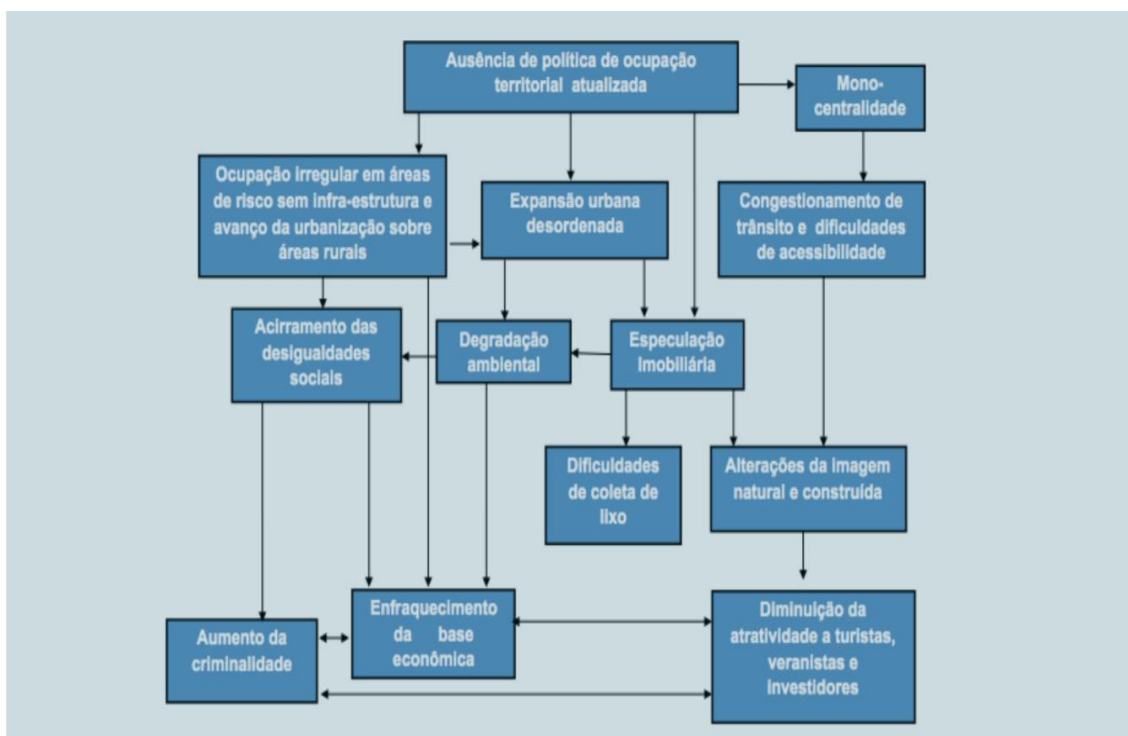 Ausência de política de ocupação
territorial atualizada
Mono-
centralidade
Ocupação irregular em áreas
de risco sem infra-estrutura e
avanço da urbanização sobre
áreas rurais
Expansão urbana
desordenada
Congestionamento de
trânsito e dificuldades
de acessibilidade
Acirramento das
desigualdades
sociais
Degradação
ambiental
Especulação
Imobiliária
Dificuldades
de coleta de
lixo
Alterações da imagem
natural e construída
Aumento da
criminalidade
Enfraquecimento
da base
econômica
Diminuição da
atratividade a turistas,
veranistas e
investidores